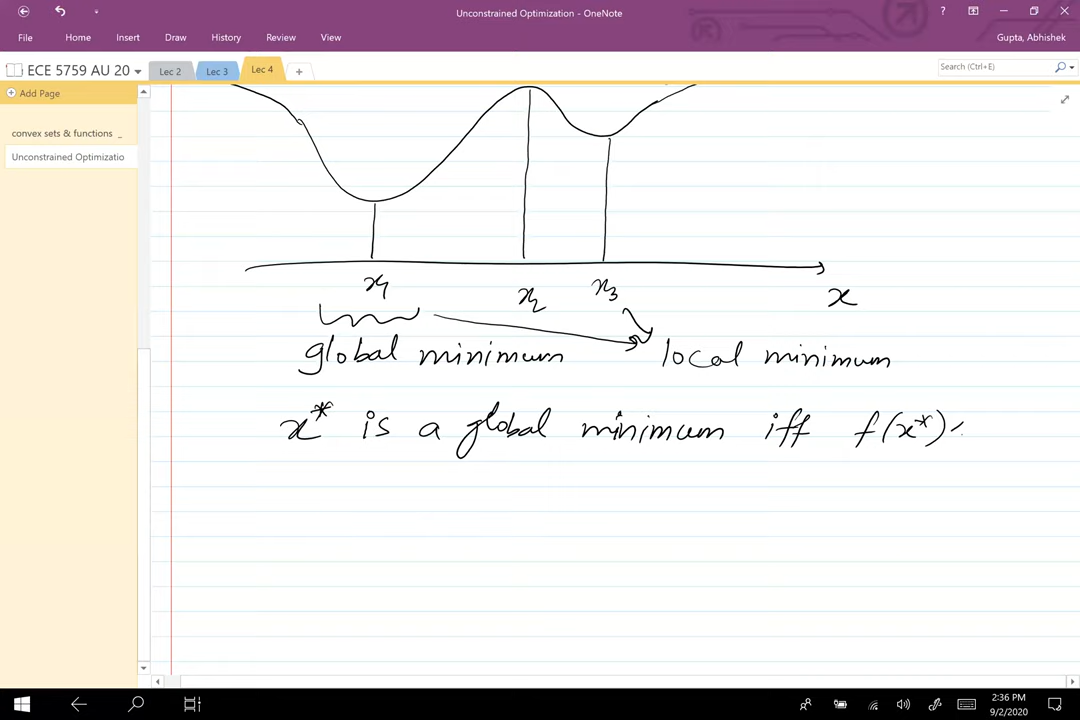 Unconstrained Optimization - OneNote
File Home Insert Draw History Review View Gupta, Abhishek
ECE 5759 AU 20 Lec 2 Lec 3 Lec 4 Search (Ctrl+E)
Add Page
convex sets & functions _
Unconstrained Optimizatio
x1 x2 x3 x
global minimum local minimum
x* is a global minimum iff f(x*)
2:36 PM
9/2/2020